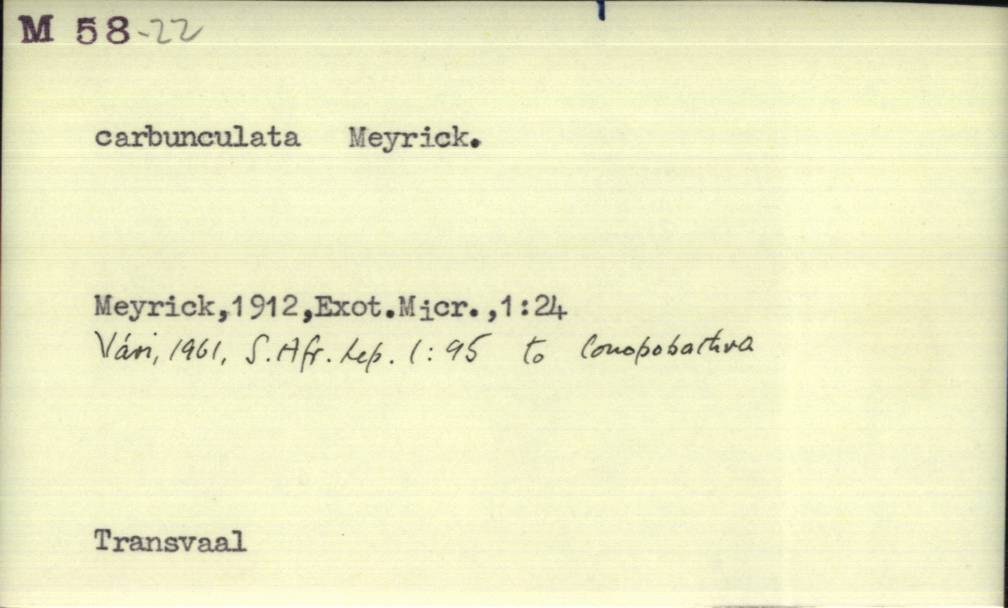 M 58-22
carbunculata Meyrick.
Meyrick,1912,Exot.Micr.,1:24
Vári, 1961, S.Afr. Lep. 1:95 to Conopobathra
Transvaal